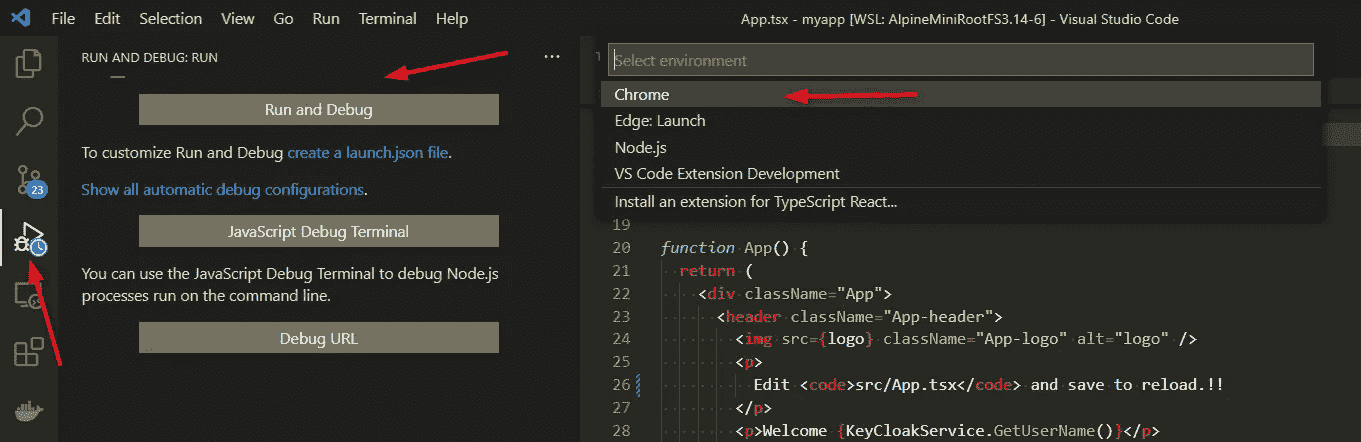 File Edit Selection View Go Run Terminal Help
App.tsx - myapp [WSL: AlpineMiniRootFS3.14-6] - Visual Studio Code
RUN AND DEBUG: RUN
Run and Debug
To customize Run and Debug create a launch.json file.
Show all automatic debug configurations.
JavaScript Debug Terminal
You can use the JavaScript Debug Terminal to debug Node.js
processes run on the command line.
Debug URL
23
Select environment
Chrome
Edge: Launch
Node.js
VS Code Extension Development
Install an extension for TypeScript React...
19
20 function App() {
21 return (
22 <div className="App">
23 <header className="App-header">
24 <img src={logo} className="App-logo" alt="logo" />
25 <p>
26 Edit <code>src/App.tsx</code> and save to reload.!!
27 </p>
28 <p>Welcome {KeyCloakService.GetUserName()}</p>